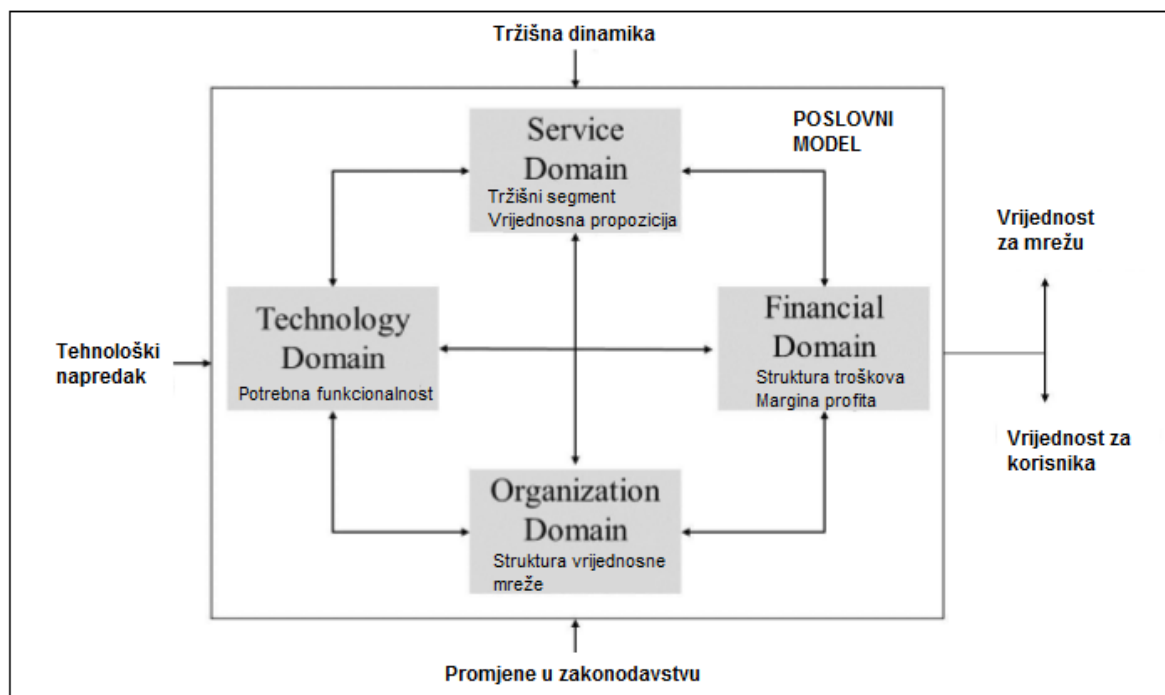 Tržišna dinamika
POSLOVNI
MODEL
Service
Domain
Tržišni segment
Vrijednosna propozicija
Technology
Domain
Potrebna funkcionalnost
Financial
Domain
Struktura troškova
Margina profita
Organization
Domain
Struktura vrijednosne
mreže
Tehnološki
napredak
Vrijednost
za mrežu
Vrijednost za
korisnika
Promjene u zakonodavstvu